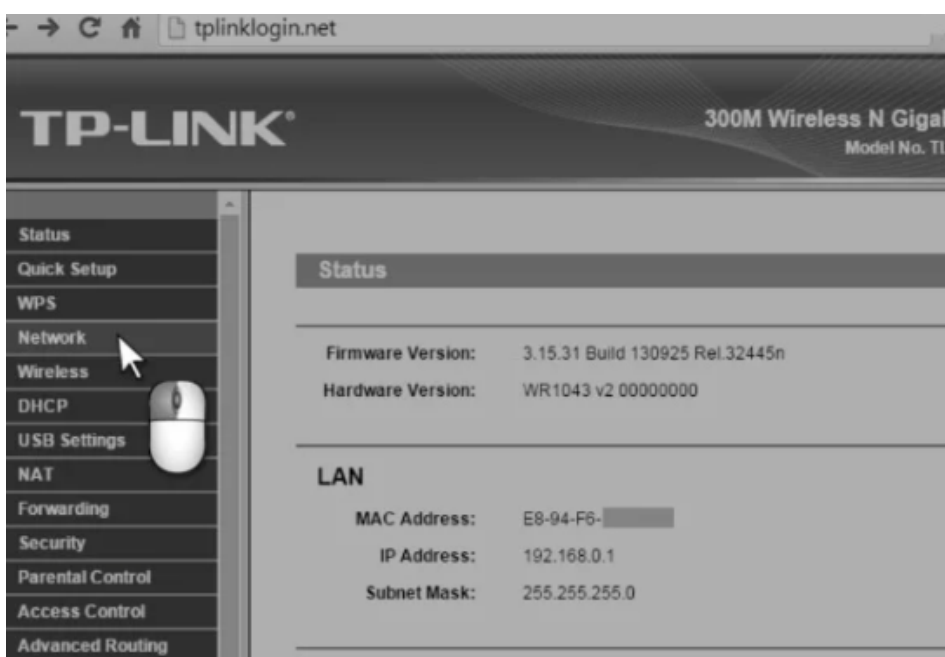 tplinklogin.net
TP-LINK®
300M Wireless N Gigal
Model No. TL
Status
Quick Setup
WPS
Network
Wireless
DHCP
USB Settings
NAT
Forwarding
Security
Parental Control
Access Control
Advanced Routing
Status
Firmware Version: 3.15.31 Build 130925 Rel.32445n
Hardware Version: WR1043 v2 00000000
LAN
MAC Address: E8-94-F6-
IP Address: 192.168.0.1
Subnet Mask: 255.255.255.0